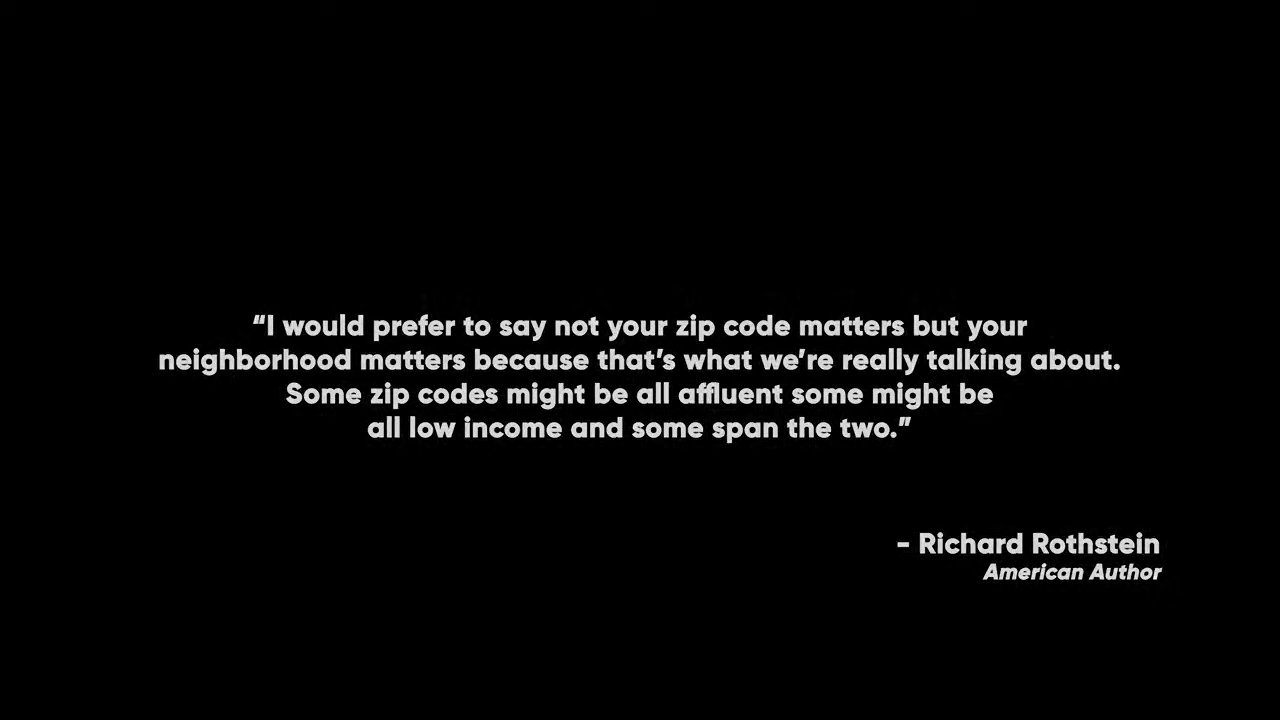 “I would prefer to say not your zip code matters but your
neighborhood matters because that’s what we’re really talking about.
Some zip codes might be all affluent some might be
all low income and some span the two.”
- Richard Rothstein
American Author